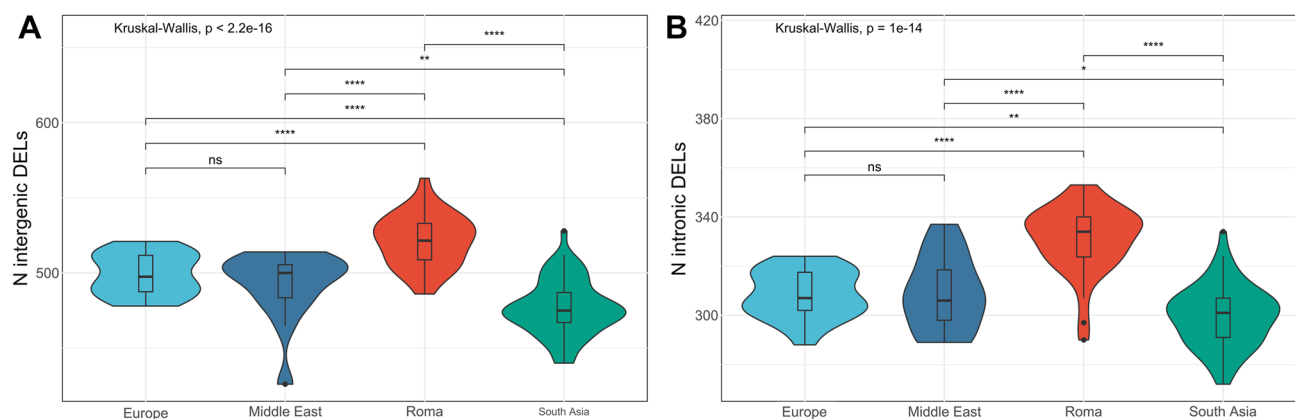 A
Kruskal-Wallis, p < 2.2e-16
****
**
****
****
****
ns
N intergenic DELs
600
500
Europe
Middle East
Roma
South Asia
B
Kruskal-Wallis, p = 1e-14
****
*
****
**
****
ns
N intronic DELs
420
380
340
300
Europe
Middle East
Roma
South Asia